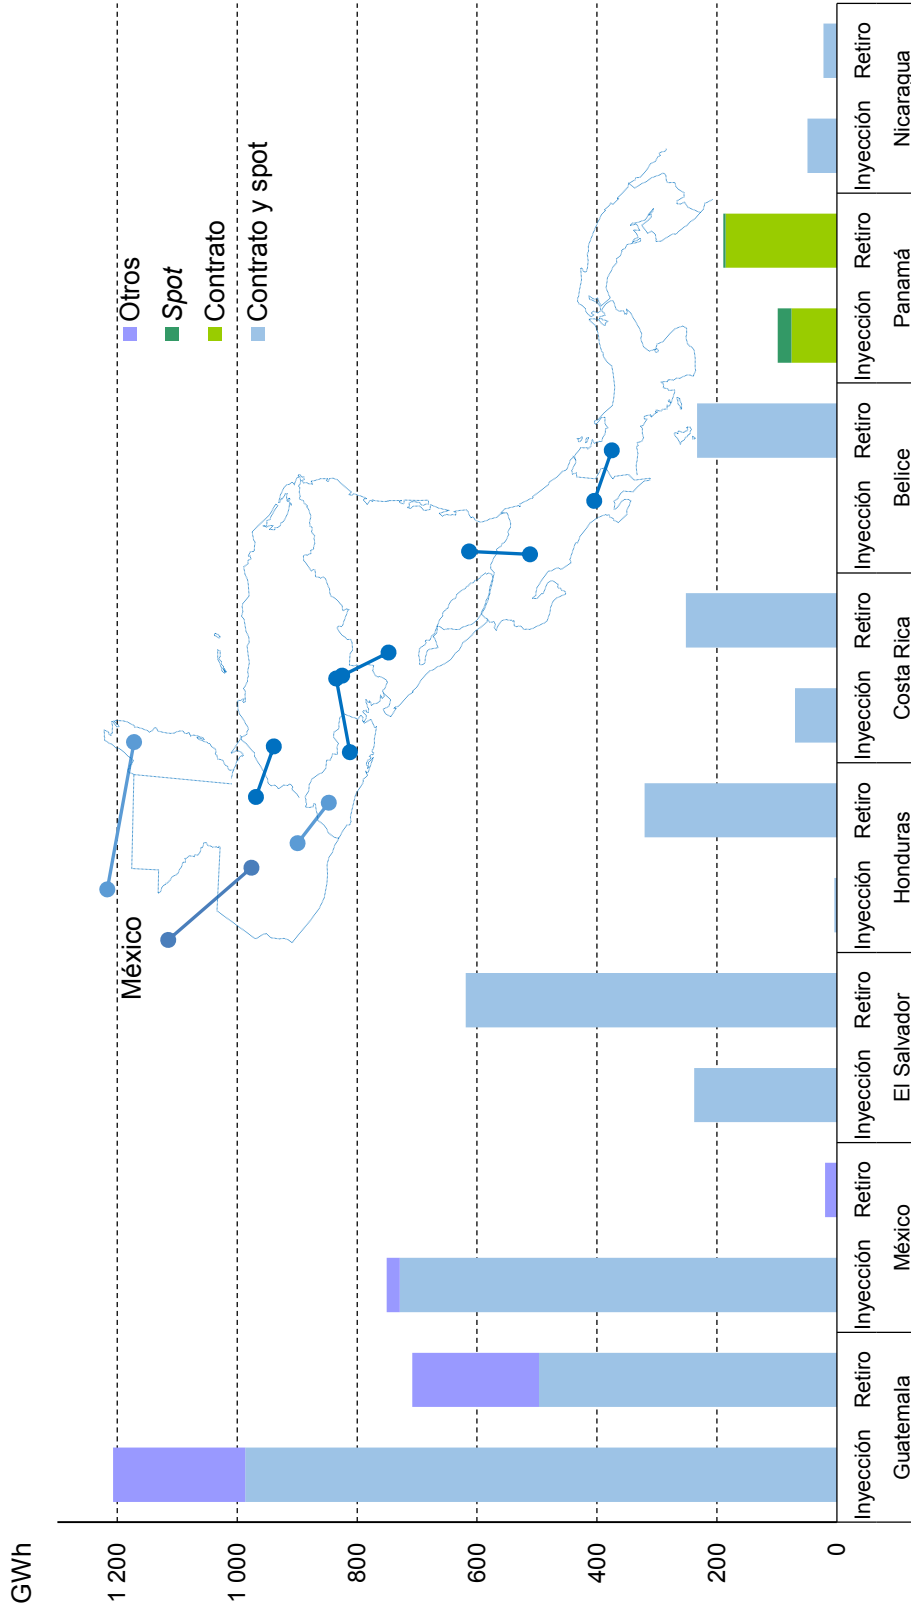 GWh
1 200
1 000
800
600
400
200
0
México
Otros
Spot
Contrato
Contrato y spot
Inyección Retiro Inyección Retiro Inyección Retiro Inyección Retiro Inyección Retiro Inyección Retiro Inyección Retiro Inyección Retiro
Guatemala México El Salvador Honduras Costa Rica Belice Panamá Nicaragua